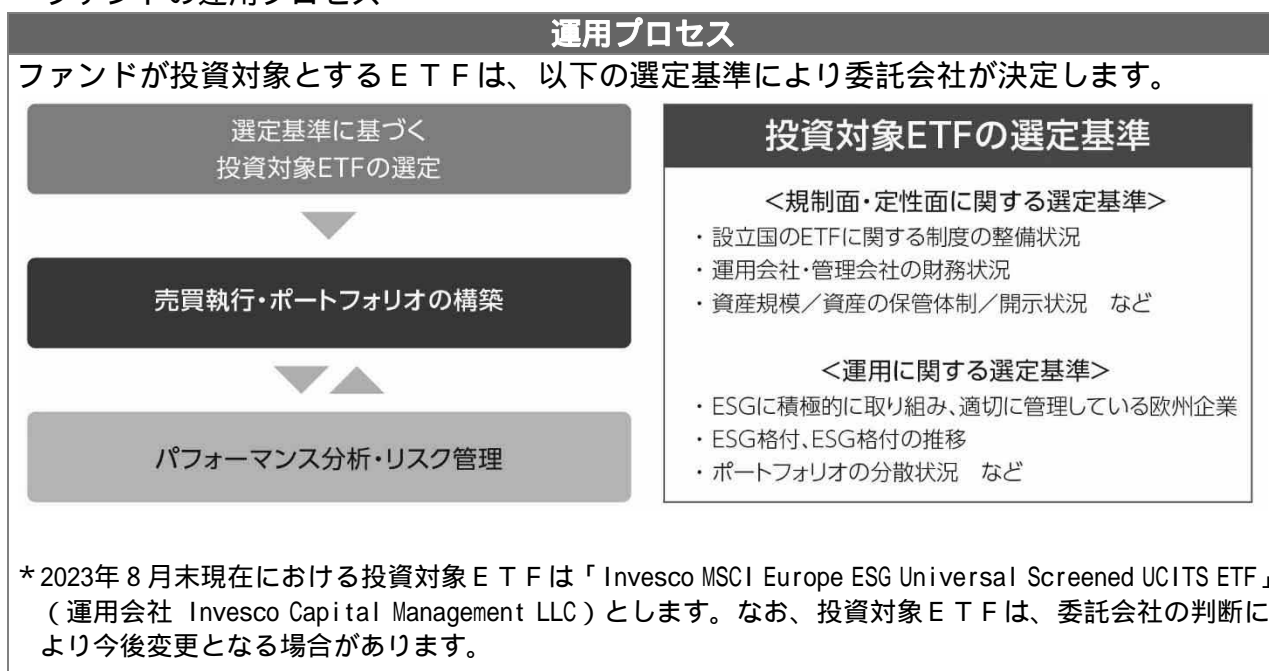 ファンドの運用プロセス
運用プロセス
ファンドが投資対象とするＥＴＦは、以下の選定基準により委託会社が決定します。
選定基準に基づく
投資対象ETFの選定
売買執行・ポートフォリオの構築
パフォーマンス分析・リスク管理
投資対象ETFの選定基準
＜規制面・定性面に関する選定基準＞
・設立国のETFに関する制度の整備状況
・運用会社・管理会社の財務状況
・資産規模／資産の保管体制／開示状況　など
＜運用に関する選定基準＞
・ESGに積極的に取り組み、適切に管理している欧州企業
・ESG格付、ESG格付の推移
・ポートフォリオの分散状況　など
＊2023年８月末現在における投資対象ＥＴＦは「Invesco MSCI Europe ESG Universal Screened UCITS ETF」
（運用会社 Invesco Capital Management LLC）とします。なお、投資対象ＥＴＦは、委託会社の判断に
より今後変更となる場合があります。